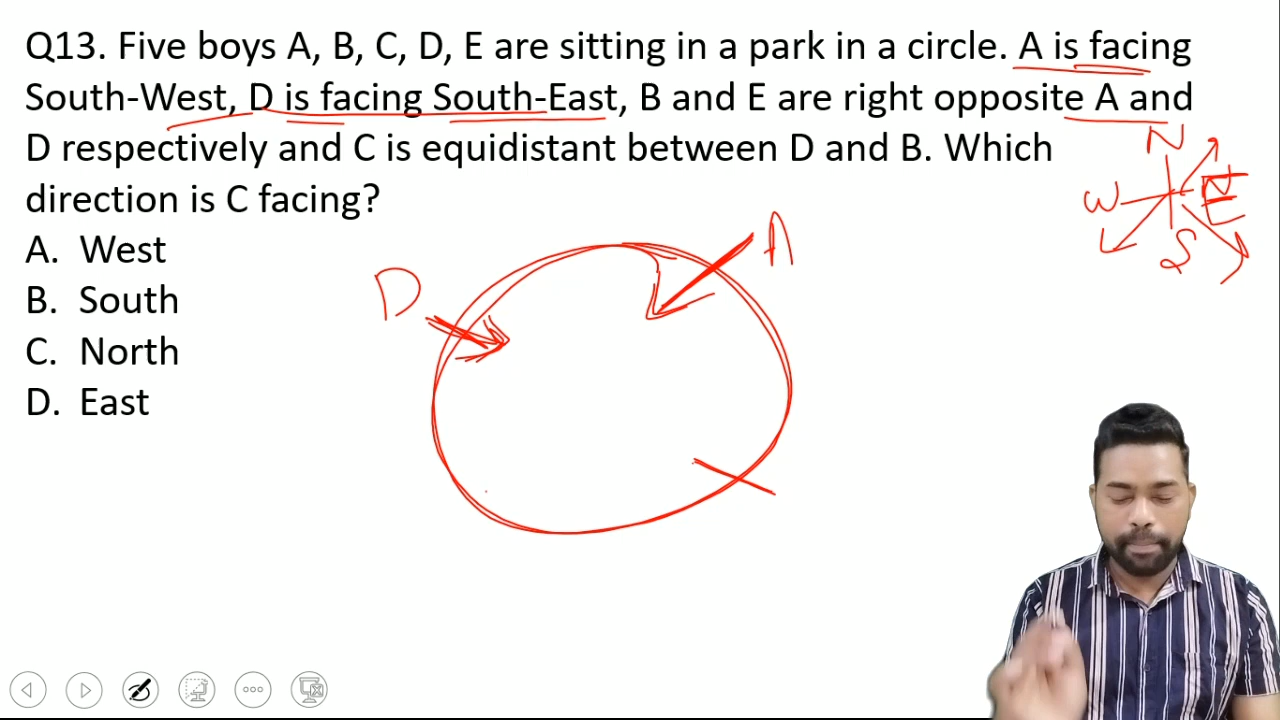 Q13. Five boys A, B, C, D, E are sitting in a park in a circle. A is facing
South-West, D is facing South-East, B and E are right opposite A and
D respectively and C is equidistant between D and B. Which
direction is C facing?
A. West
B. South
C. North
D. East
N
W
E
S
D
A